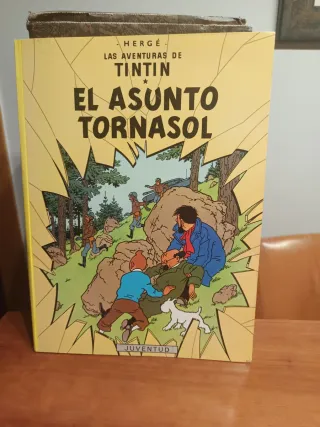 - HERGÉ -
LAS AVENTURAS DE
TINTIN
*
EL ASUNTO
TORNASOL
JUVENTUD